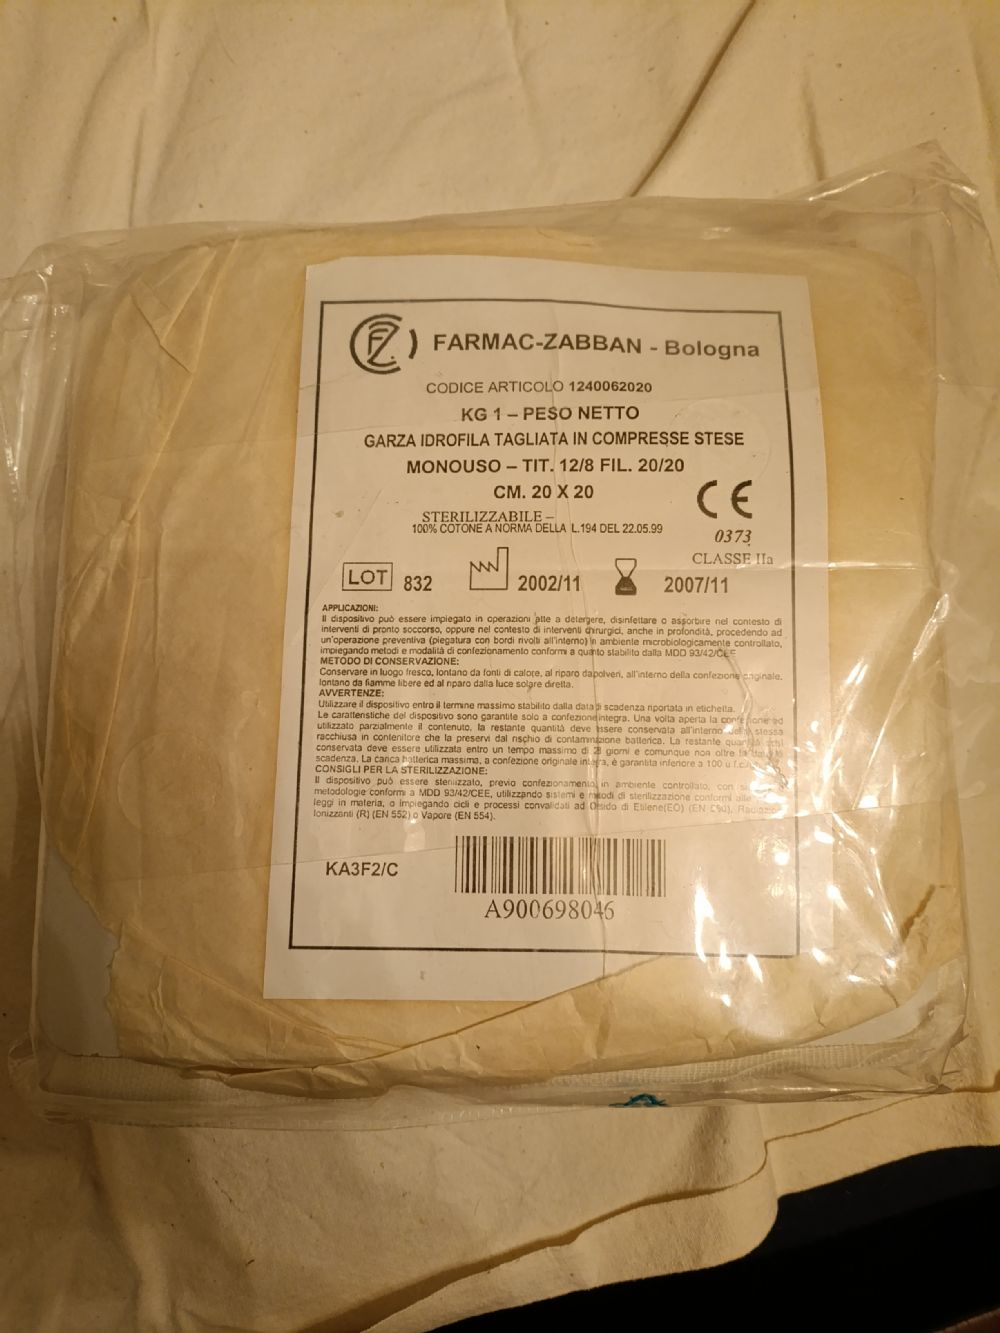 CFZ.
FARMAC-ZABBAN - Bologna
CODICE ARTICOLO 1240062020
KG 1 – PESO NETTO
GARZA IDROFILA TAGLIATA IN COMPRESSE STESE
MONOUSO – TIT. 12/8 FIL. 20/20
CM. 20 X 20
STERILIZZABILE –
100% COTONE A NORMA DELLA L.194 DEL 22.05.99
CE
0373
CLASSE IIa
LOT 832 2002/11 2007/11
APPLICAZIONI:
Il dispositivo può essere impiegato in operazioni atte a detergere, disinfettare o assorbire nel contesto di
interventi di pronto soccorso, oppure nel contesto di interventi chirurgici, anche in profondità, procedendo ad
un'operazione preventiva (piegatura con bordi rivolti all'interno) in ambiente microbiologicamente controllato,
impiegando metodi e modalità di confezionamento conformi a quanto stabilito dalla MDD 93/42/CEE
METODO DI CONSERVAZIONE:
Conservare in luogo fresco, lontano da fonti di calore, al riparo da polveri, all'interno della confezione originale,
lontano da fiamme libere ed al riparo dalla luce solare diretta.
AVVERTENZE:
Utilizzare il dispositivo entro il termine massimo stabilito dalla data di scadenza riportata in etichetta.
Le caratteristiche del dispositivo sono garantite solo a confezione integra. Una volta aperta la confezione ed
utilizzato parzialmente il contenuto, la restante quantità deve essere conservata all'interno della stessa
racchiusa in contenitore che la preservi dal rischio di contaminazione batterica. La restante quantità
conservata deve essere utilizzata entro un tempo massimo di giorni e comunque non oltre la data
scadenza. La carica batterica massima, a confezione originale integra, è garantita inferiore a 100 u.f.c.
CONSIGLI PER LA STERILIZZAZIONE:
Il dispositivo può essere sterilizzato, previo confezionamento in ambiente controllato, con
metodologie conformi a MDD 93/42/CEE, utilizzando sistemi e metodi di sterilizzazione conformi alle
leggi in materia, o impiegando cicli e processi convalidati ad Ossido di Etilene(EO) (EN Radiazio
Ionizzanti (R) (EN 552) o Vapore (EN 554).
KA3F2/C
A900698046